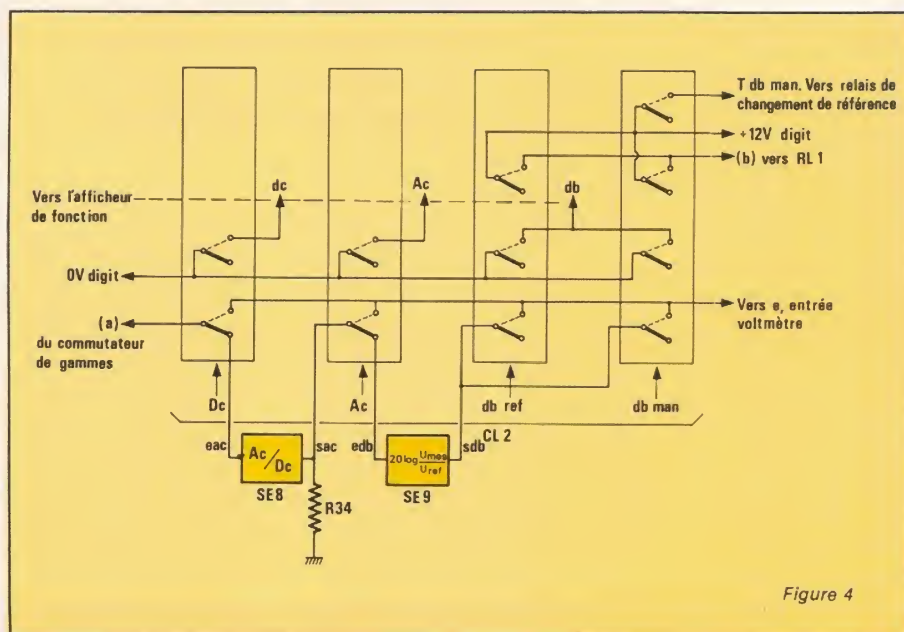 T db man. Vers relais de
changement de référence
+12V digit
(b) vers RL 1
Vers l'afficheur
de fonction
dc
Ac
db
0V digit
(a)
du commutateur
de gammes
Vers e, entrée
voltmètre
Dc
Ac
db ref
db man
CL 2
eac
Ac/Dc
sac
edb
20 log Umes/Uref
sdb
SE8
R34
SE9
Figure 4